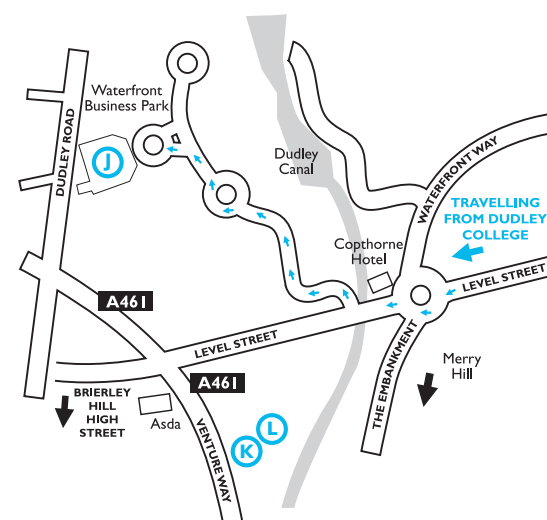 Waterfront
Business Park
J
DUDLEY ROAD
Dudley
Canal
WATERFRONT WAY
TRAVELLING
FROM DUDLEY
COLLEGE
Copthorne
Hotel
LEVEL STREET
A461
LEVEL STREET
THE EMBANKMENT
Merry
Hill
A461
BRIERLEY
HILL
HIGH
STREET
Asda
VENTURE WAY
L
K